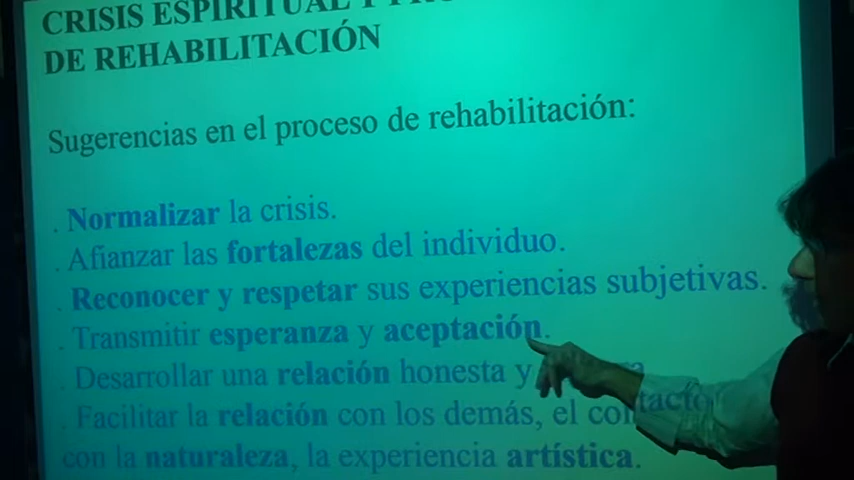 CRISIS ESPIRITUAL Y
DE REHABILITACIÓN
Sugerencias en el proceso de rehabilitación:
. Normalizar la crisis.
. Afianzar las fortalezas del individuo.
. Reconocer y respetar sus experiencias subjetivas.
. Transmitir esperanza y aceptación.
. Desarrollar una relación honesta y
. Facilitar la relación con los demás, el contacto
con la naturaleza, la experiencia artística.